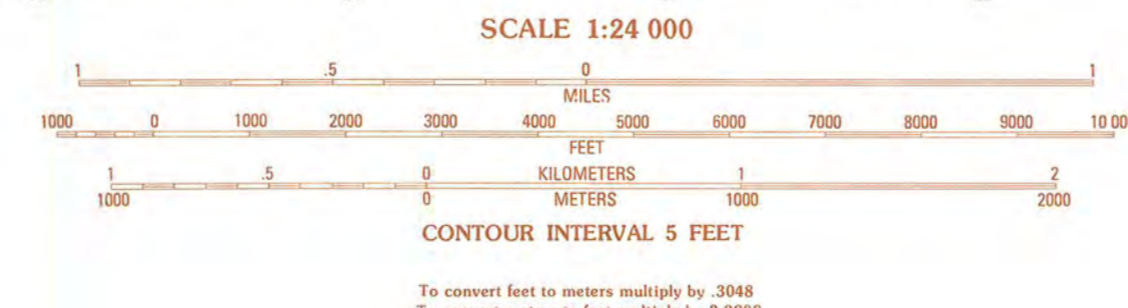 SCALE 1:24 000
1 .5 0 1
MILES
1000 0 1000 2000 3000 4000 5000 6000 7000 8000 9000 10 00
FEET
1 .5 0 KILOMETERS 1 2
1000 0 METERS 1000 2000
CONTOUR INTERVAL 5 FEET
To convert feet to meters multiply by .3048